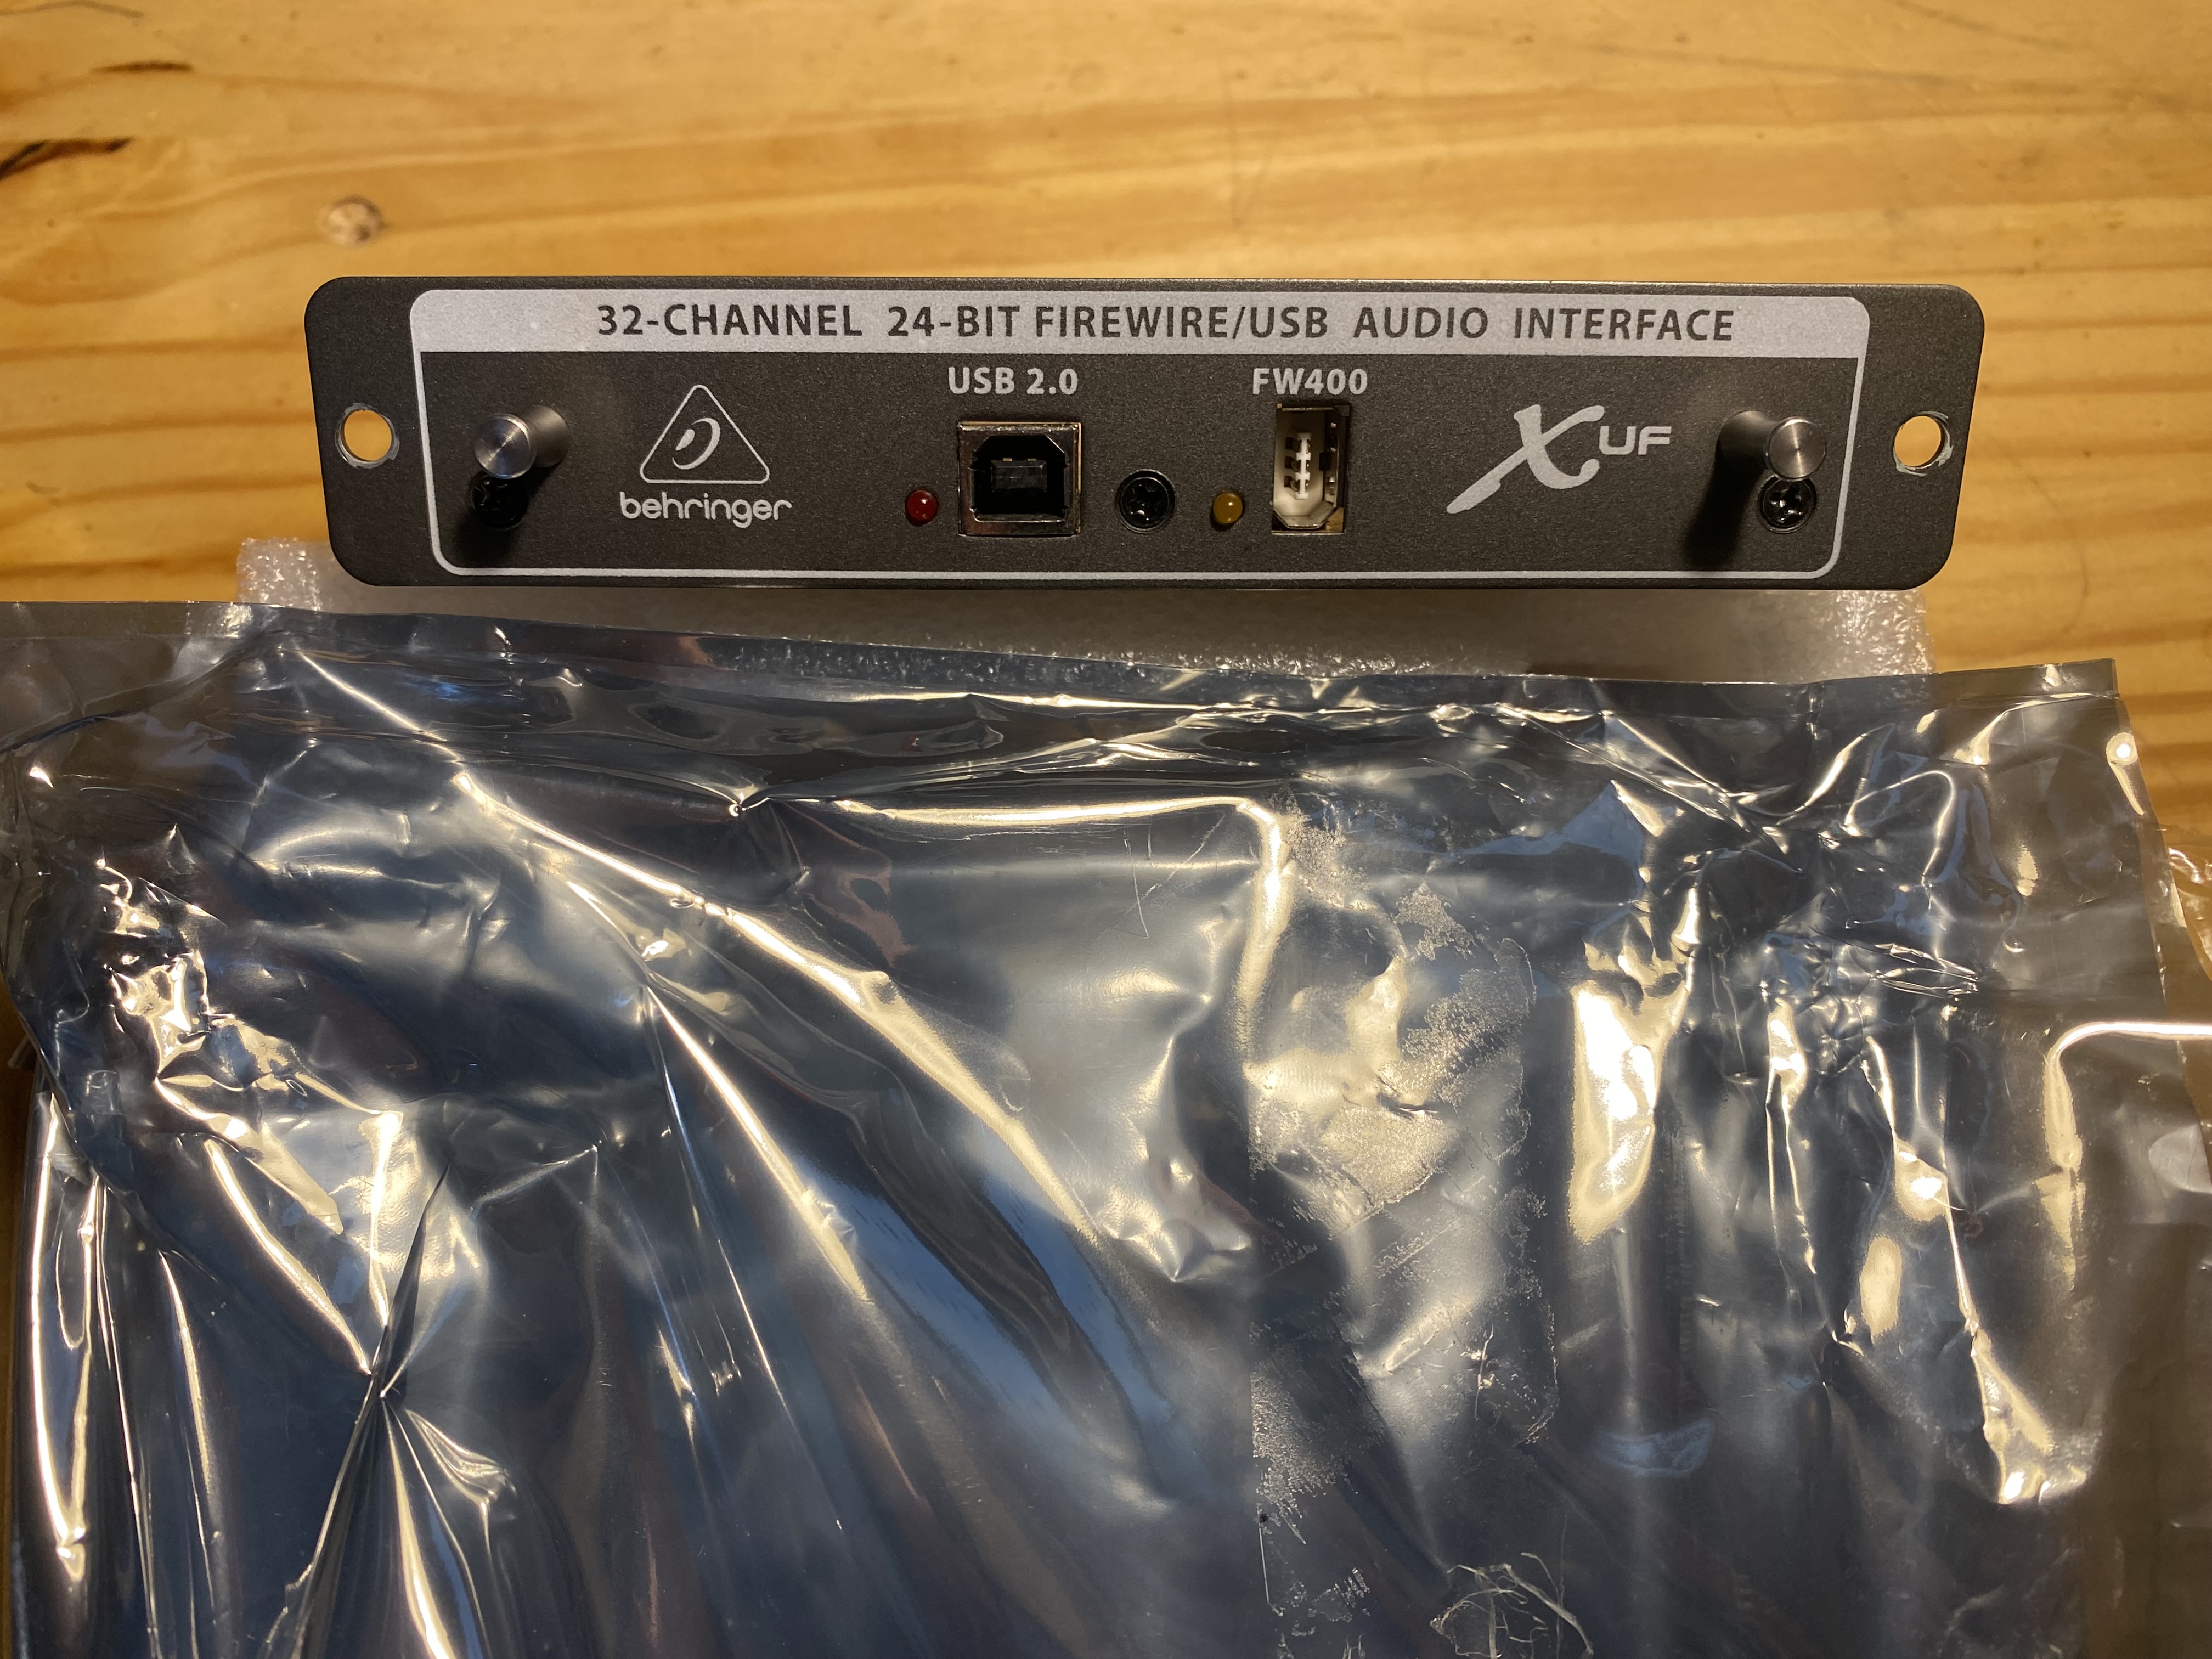 32-CHANNEL 24-BIT FIREWIRE/USB AUDIO INTERFACE
USB 2.0
FW400
behringer
X UF